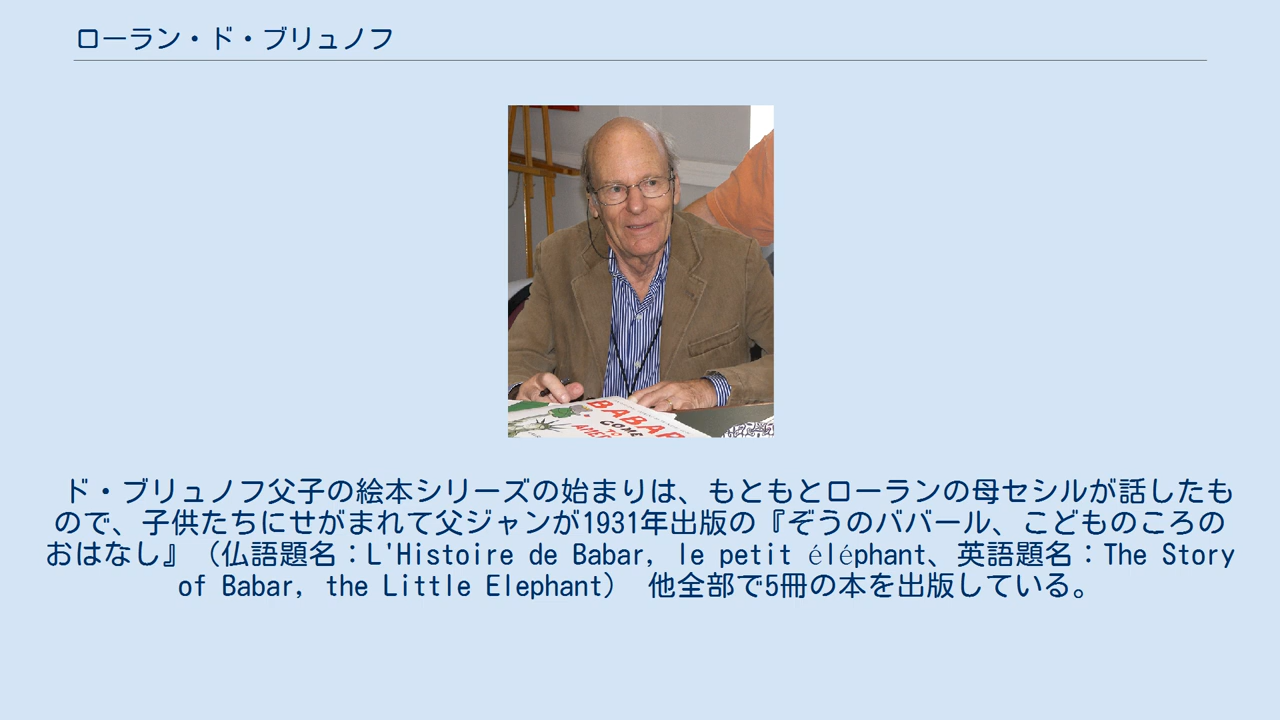 ローラン・ド・ブリュノフ
BABAR
COMES
TO
AMERI
ド・ブリュノフ父子の絵本シリーズの始まりは、もともとローランの母セシルが話したも
ので、子供たちにせがまれて父ジャンが1931年出版の『ぞうのババール、こどものころの
おはなし』（仏語題名：L'Histoire de Babar, le petit éléphant、英語題名：The Story
of Babar, the Little Elephant） 他全部で5冊の本を出版している。